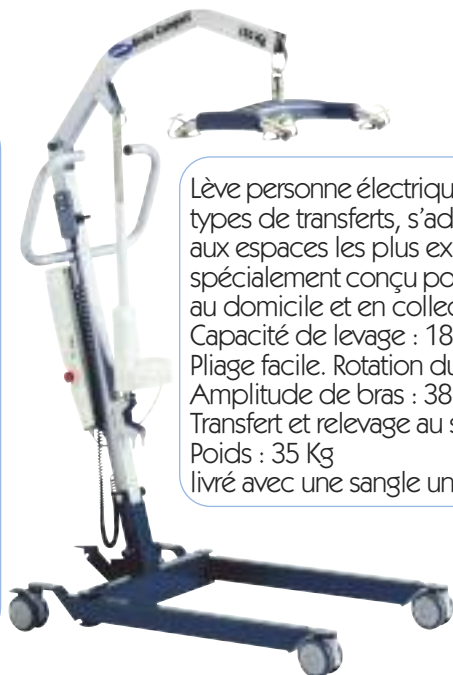 Compact
Lève personne électriqu
types de transferts, s’ad
aux espaces les plus ex
spécialement conçu po
au domicile et en collec
Capacité de levage : 18
Pliage facile. Rotation du
Amplitude de bras : 38
Transfert et relevage au s
Poids : 35 Kg
livré avec une sangle un